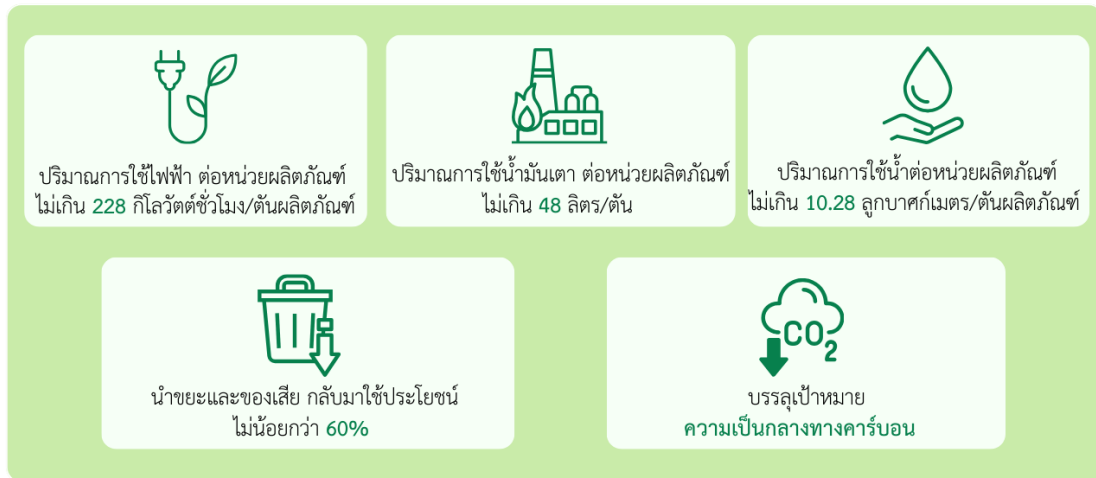 ปริมาณการใช้ไฟฟ้า ต่อหน่วยผลิตภัณฑ์
ไม่เกิน 228 กิโลวัตต์ชั่วโมง/ตันผลิตภัณฑ์
ปริมาณการใช้น้ำมันเตา ต่อหน่วยผลิตภัณฑ์
ไม่เกิน 48 ลิตร/ตัน
ปริมาณการใช้น้ำต่อหน่วยผลิตภัณฑ์
ไม่เกิน 10.28 ลูกบาศก์เมตร/ตันผลิตภัณฑ์
นำขยะและของเสีย กลับมาใช้ประโยชน์
ไม่น้อยกว่า 60%
CO2
บรรลุเป้าหมาย
ความเป็นกลางทางคาร์บอน